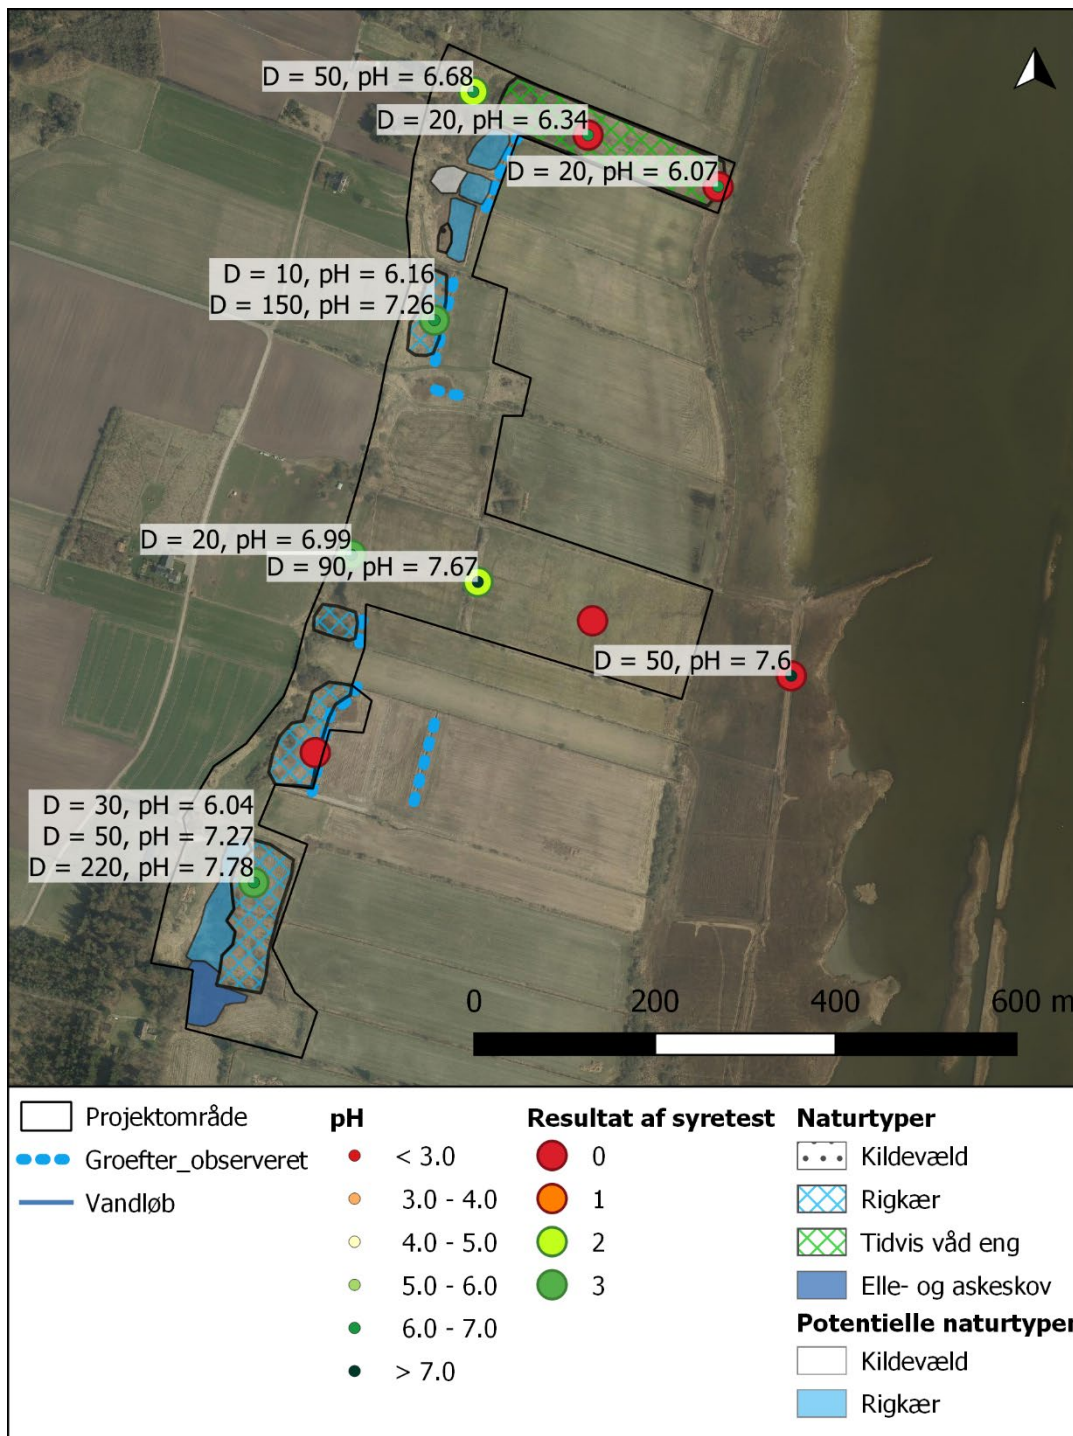 D = 50, pH = 6.68
D = 20, pH = 6.34
D = 20, pH = 6.07
D = 10, pH = 6.16
D = 150, pH = 7.26
D = 20, pH = 6.99
D = 90, pH = 7.67
D = 50, pH = 7.6
D = 30, pH = 6.04
D = 50, pH = 7.27
D = 220, pH = 7.78
0 200 400 600 m
Projektområde
Groefter_observeret
Vandløb
pH
< 3.0
3.0 - 4.0
4.0 - 5.0
5.0 - 6.0
6.0 - 7.0
> 7.0
Resultat af syretest
0
1
2
3
Naturtyper
Kildevæld
Rigkær
Tidvis våd eng
Elle- og askeskov
Potentielle naturtyper
Kildevæld
Rigkær